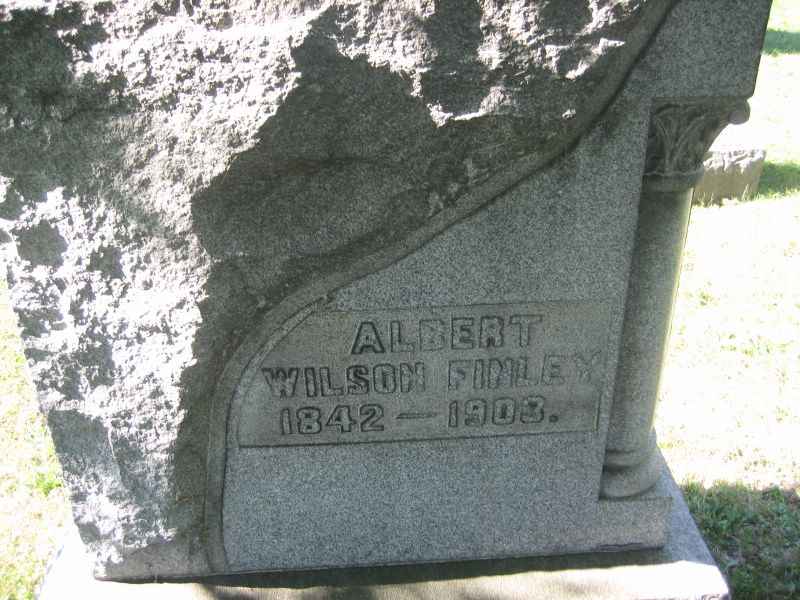 ALBERT
WILSON FINLEY
1842 — 1903.